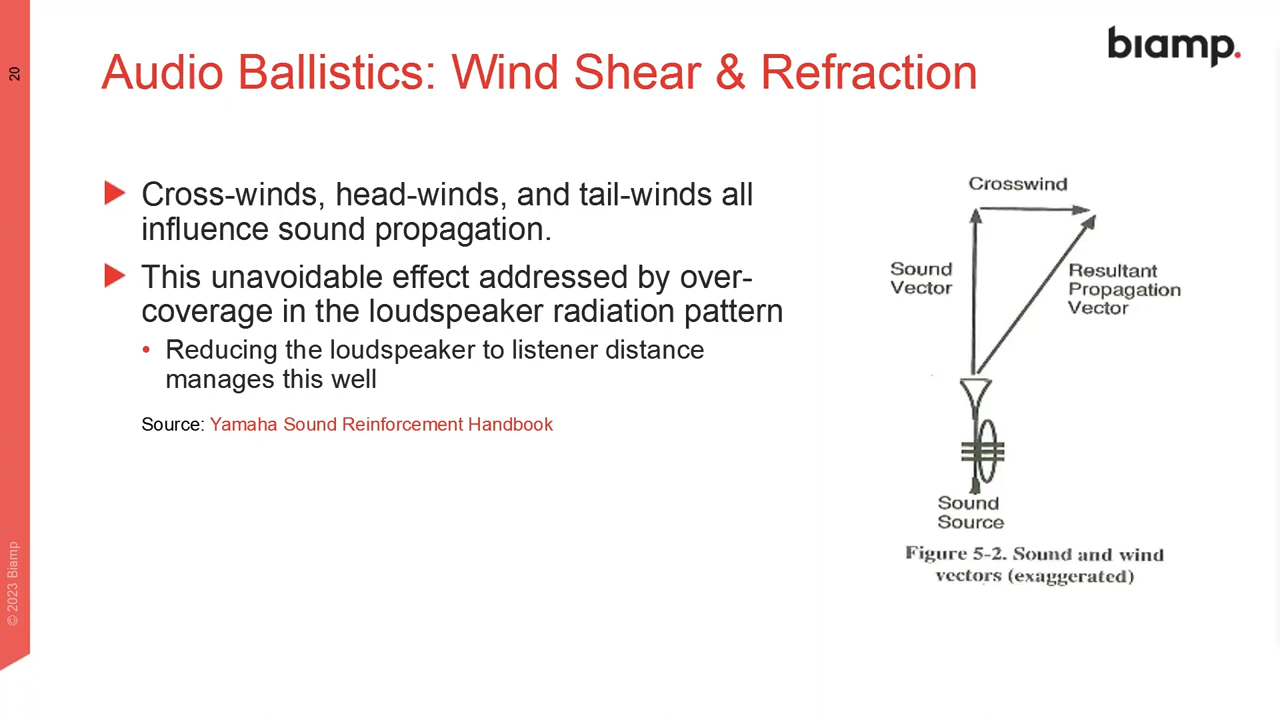 20
Audio Ballistics: Wind Shear & Refraction
biamp.
Cross-winds, head-winds, and tail-winds all
influence sound propagation.
This unavoidable effect addressed by over-
coverage in the loudspeaker radiation pattern
• Reducing the loudspeaker to listener distance
manages this well
Source: Yamaha Sound Reinforcement Handbook
Crosswind
Sound
Vector
Resultant
Propagation
Vector
Sound
Source
Figure 5-2. Sound and wind
vectors (exaggerated)
© 2023 Biamp